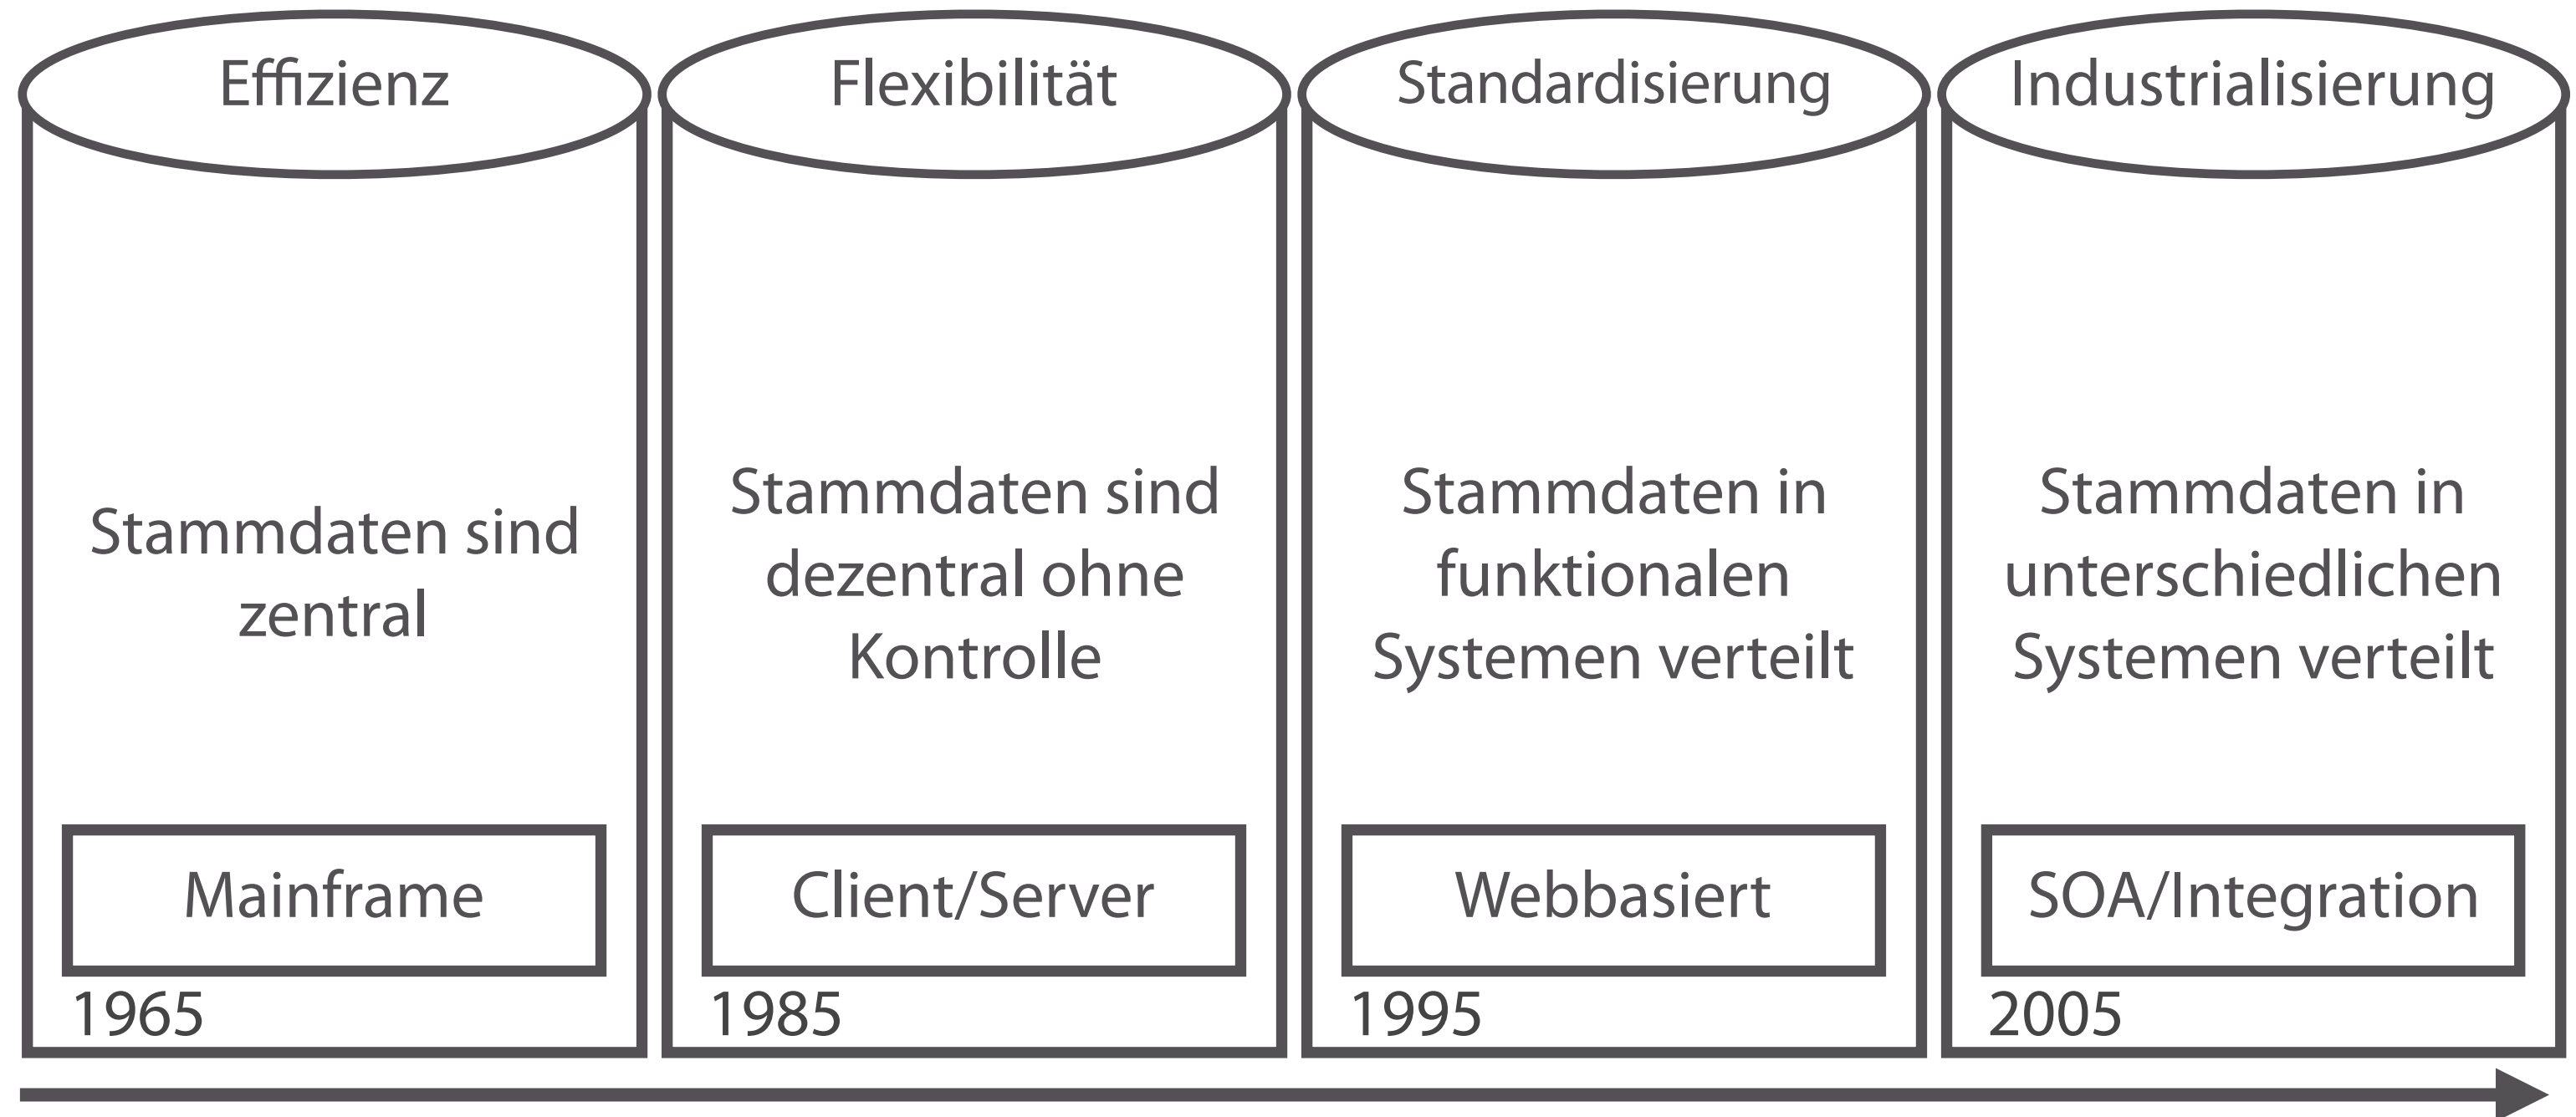 Effizienz
Stammdaten sind
zentral
Mainframe
1965
Flexibilität
Stammdaten sind
dezentral ohne
Kontrolle
Client/Server
1985
Standardisierung
Stammdaten in
funktionalen
Systemen verteilt
Webbasiert
1995
Industrialisierung
Stammdaten in
unterschiedlichen
Systemen verteilt
SOA/Integration
2005